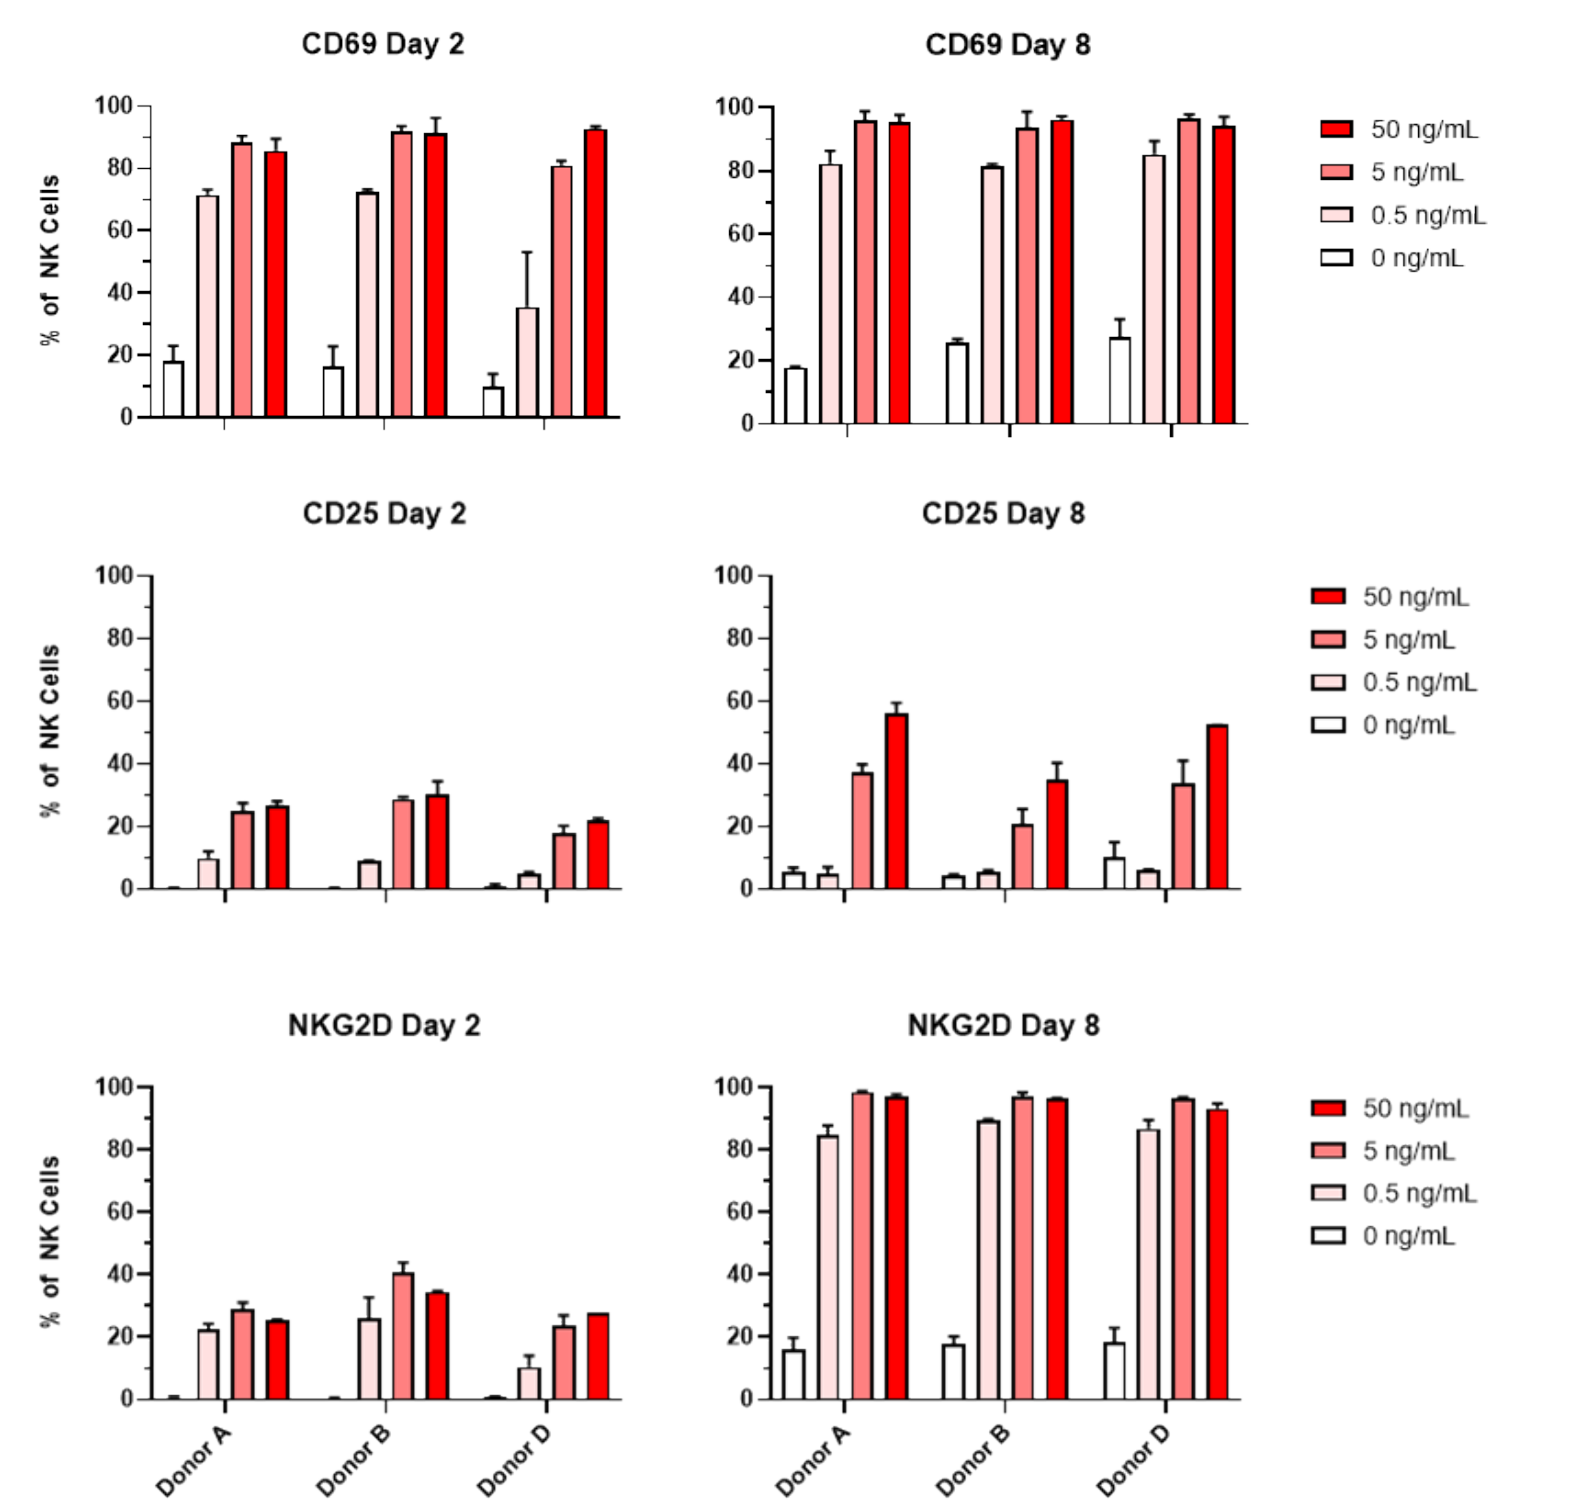 CD69 Day 2
CD69 Day 8
% of NK Cells
100
80
60
40
20
0
100
80
60
40
20
0
50 ng/mL
5 ng/mL
0.5 ng/mL
0 ng/mL
CD25 Day 2
CD25 Day 8
% of NK Cells
100
80
60
40
20
0
100
80
60
40
20
0
50 ng/mL
5 ng/mL
0.5 ng/mL
0 ng/mL
NKG2D Day 2
NKG2D Day 8
% of NK Cells
100
80
60
40
20
0
100
80
60
40
20
0
50 ng/mL
5 ng/mL
0.5 ng/mL
0 ng/mL
Donor A
Donor B
Donor D
Donor A
Donor B
Donor D